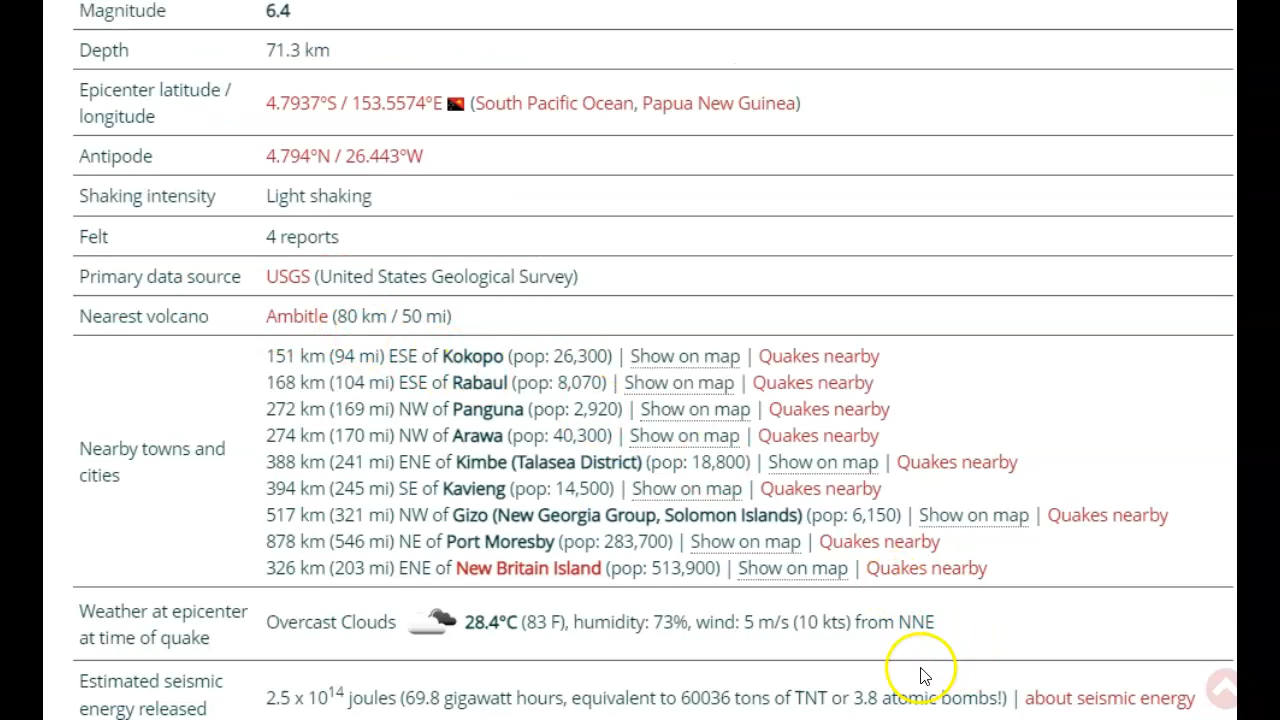 Magnitude 6.4
Depth 71.3 km
Epicenter latitude / longitude 4.7937°S / 153.5574°E (South Pacific Ocean, Papua New Guinea)
Antipode 4.794°N / 26.443°W
Shaking intensity Light shaking
Felt 4 reports
Primary data source USGS (United States Geological Survey)
Nearest volcano Ambitle (80 km / 50 mi)
Nearby towns and cities
151 km (94 mi) ESE of Kokopo (pop: 26,300) | Show on map | Quakes nearby
168 km (104 mi) ESE of Rabaul (pop: 8,070) | Show on map | Quakes nearby
272 km (169 mi) NW of Panguna (pop: 2,920) | Show on map | Quakes nearby
274 km (170 mi) NW of Arawa (pop: 40,300) | Show on map | Quakes nearby
388 km (241 mi) ENE of Kimbe (Talasea District) (pop: 18,800) | Show on map | Quakes nearby
394 km (245 mi) SE of Kavieng (pop: 14,500) | Show on map | Quakes nearby
517 km (321 mi) NW of Gizo (New Georgia Group, Solomon Islands) (pop: 6,150) | Show on map | Quakes nearby
878 km (546 mi) NE of Port Moresby (pop: 283,700) | Show on map | Quakes nearby
326 km (203 mi) ENE of New Britain Island (pop: 513,900) | Show on map | Quakes nearby
Weather at epicenter at time of quake Overcast Clouds 28.4°C (83 F), humidity: 73%, wind: 5 m/s (10 kts) from NNE
Estimated seismic energy released 2.5 x 10¹⁴ joules (69.8 gigawatt hours, equivalent to 60036 tons of TNT or 3.8 atomic bombs!) | about seismic energy